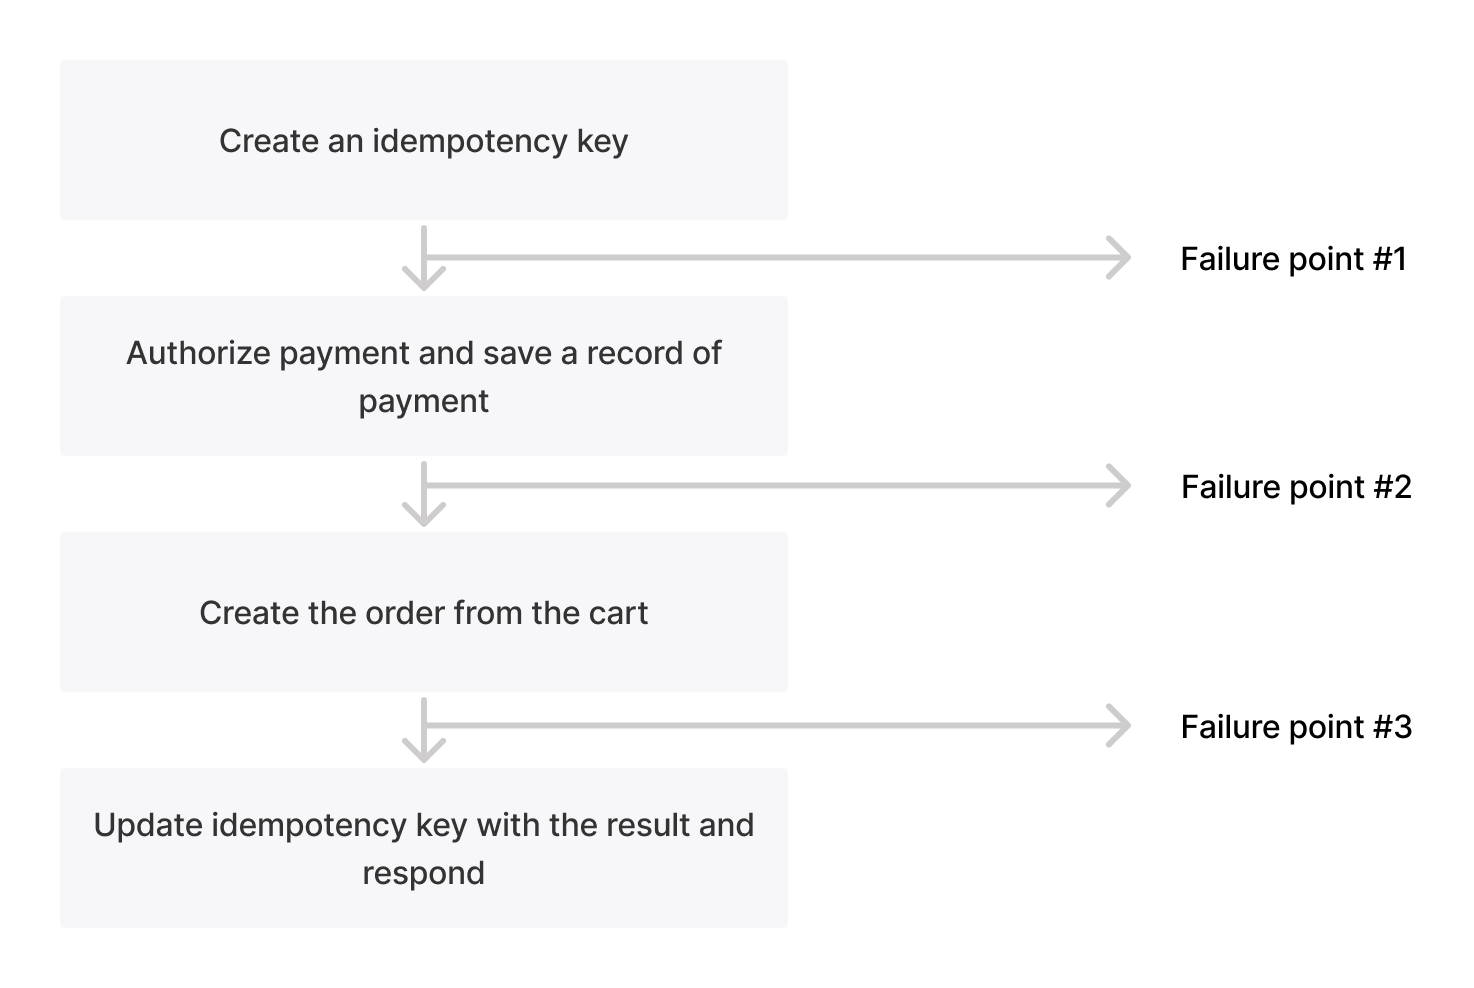 Create an idempotency key
Failure point #1
Authorize payment and save a record of
payment
Failure point #2
Create the order from the cart
Failure point #3
Update idempotency key with the result and
respond